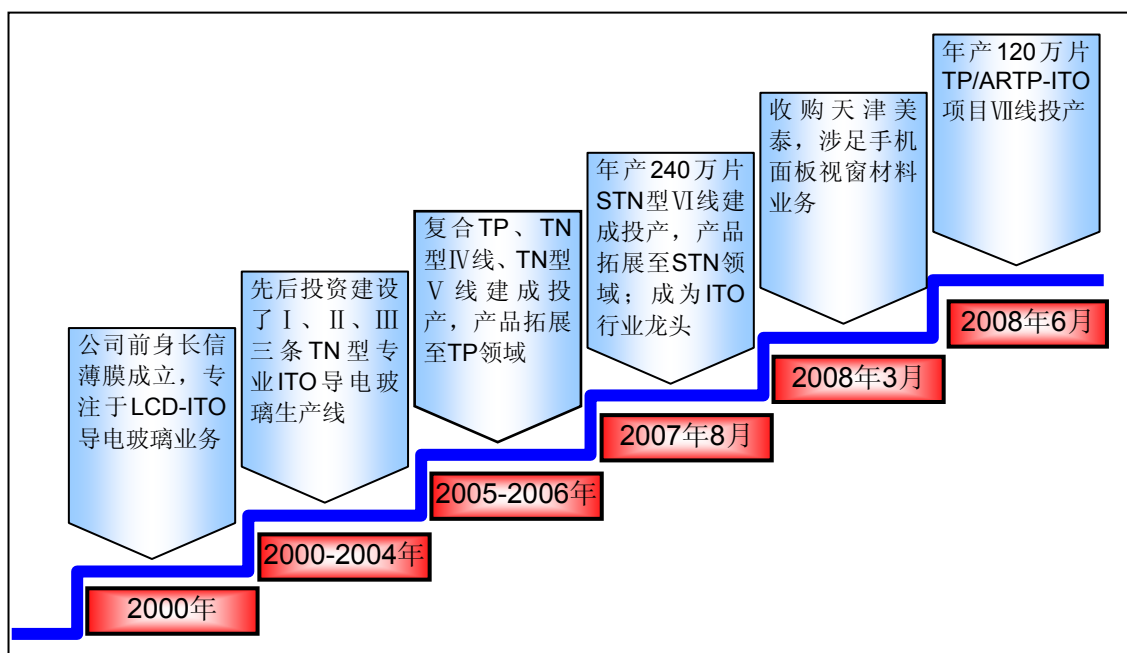 公司前身长信
薄膜成立，专
注于LCD-ITO
导电玻璃业务
2000年
先后投资建设
了Ⅰ、Ⅱ、Ⅲ
三条TN型专
业ITO导电玻
璃生产线
2000-2004年
复合TP、TN
型Ⅳ线、TN型
Ⅴ线建成投
产，产品拓展
至TP领域
2005-2006年
年产240万片
STN型Ⅵ线建
成投产，产品
拓展至STN领
域；成为ITO
行业龙头
2007年8月
收购天津美
泰，涉足手机
面板视窗材料
业务
2008年3月
年产120万片
TP/ARTP-ITO
项目Ⅶ线投产
2008年6月